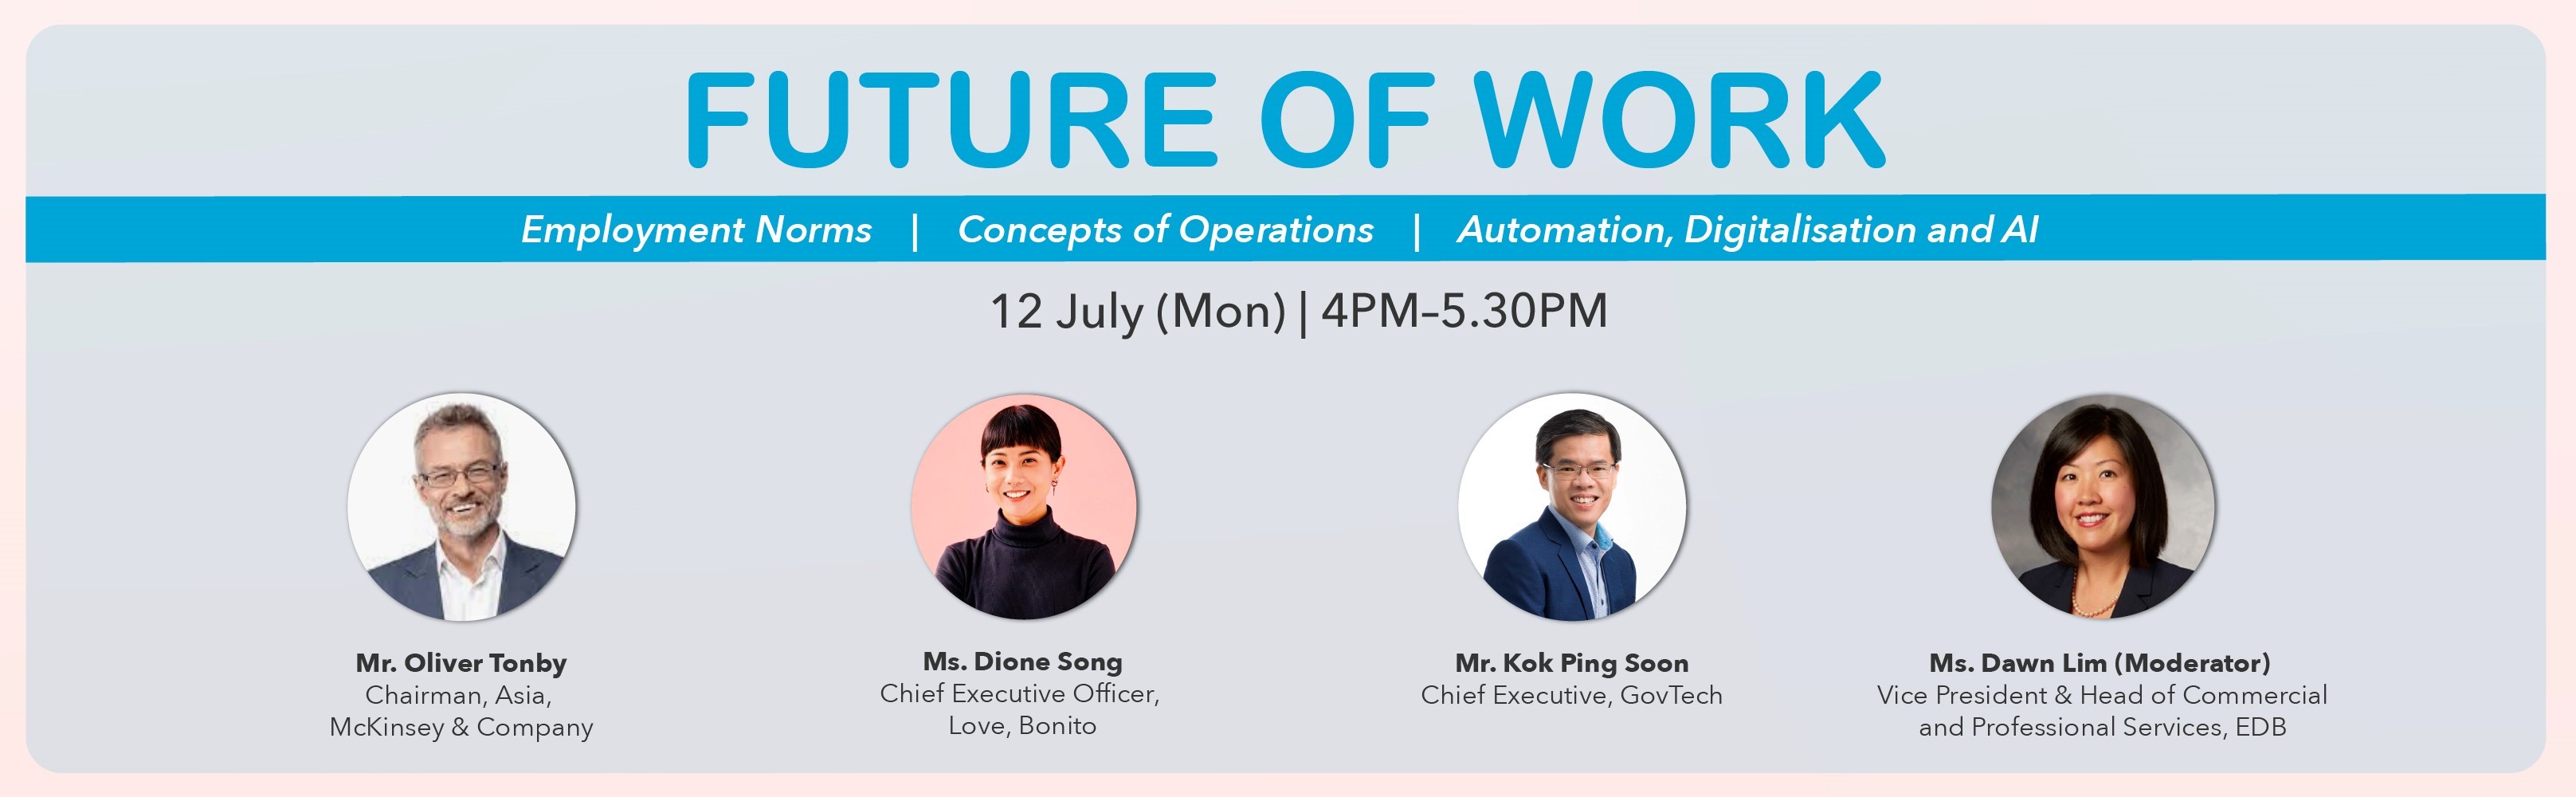 FUTURE OF WORK
Employment Norms | Concepts of Operations | Automation, Digitalisation and AI
12 July (Mon) | 4PM–5.30PM
Mr. Oliver Tonby
Chairman, Asia,
McKinsey & Company
Ms. Dione Song
Chief Executive Officer,
Love, Bonito
Mr. Kok Ping Soon
Chief Executive, GovTech
Ms. Dawn Lim (Moderator)
Vice President & Head of Commercial
and Professional Services, EDB